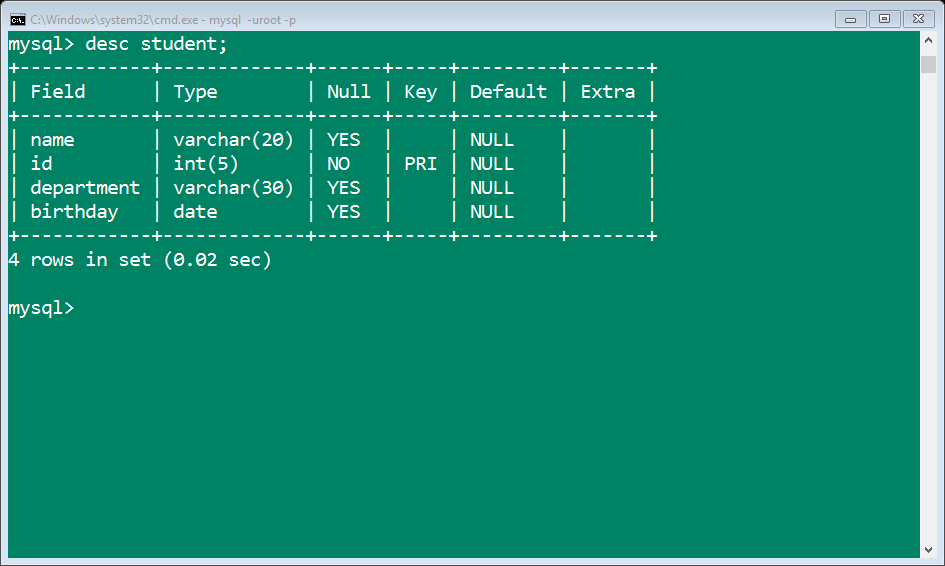 C:\Windows\system32\cmd.exe - mysql  -uroot -p
mysql> desc student;
+------------+-------------+------+-----+---------+-------+
| Field      | Type        | Null | Key | Default | Extra |
+------------+-------------+------+-----+---------+-------+
| name       | varchar(20) | YES  |     | NULL    |       |
| id         | int(5)      | NO   | PRI | NULL    |       |
| department | varchar(30) | YES  |     | NULL    |       |
| birthday   | date        | YES  |     | NULL    |       |
+------------+-------------+------+-----+---------+-------+
4 rows in set (0.02 sec)
mysql>